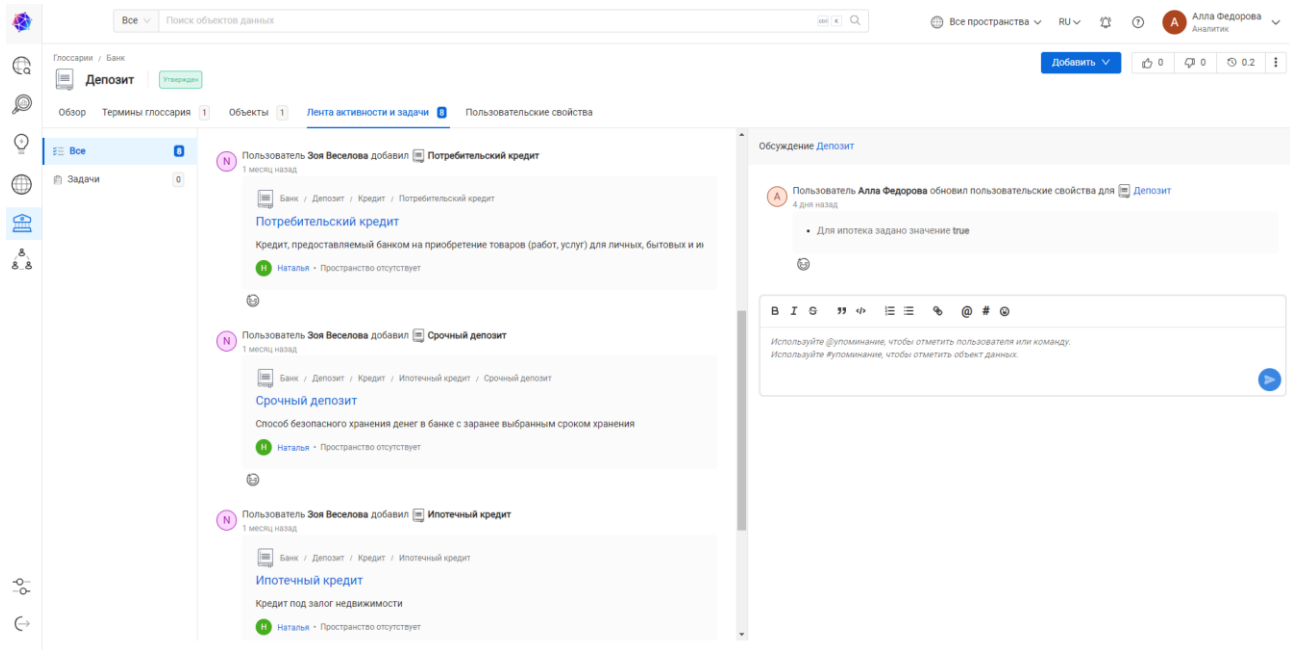 Все
Поиск объектов данных
ctrl K
Все пространства
RU
А
Алла Федорова
Аналитик
Глоссарии / Банк
Депозит
Утвержден
Добавить
0
0
0.2
Обзор
Термины глоссария 1
Объекты 1
Лента активности и задачи 8
Пользовательские свойства
Все 8
Задачи 0
N
Пользователь Зоя Веселова добавил Потребительский кредит
1 месяц назад
Банк / Депозит / Кредит / Потребительский кредит
Потребительский кредит
Кредит, предоставляемый банком на приобретение товаров (работ, услуг) для личных, бытовых и ин
Н Наталья • Пространство отсутствует
N
Пользователь Зоя Веселова добавил Срочный депозит
1 месяц назад
Банк / Депозит / Кредит / Ипотечный кредит / Срочный депозит
Срочный депозит
Способ безопасного хранения денег в банке с заранее выбранным сроком хранения
Н Наталья • Пространство отсутствует
N
Пользователь Зоя Веселова добавил Ипотечный кредит
1 месяц назад
Банк / Депозит / Кредит / Ипотечный кредит
Ипотечный кредит
Кредит под залог недвижимости
Н Наталья • Пространство отсутствует
Обсуждение Депозит
А
Пользователь Алла Федорова обновил пользовательские свойства для Депозит
4 дня назад
• Для ипотека задано значение true
B I S ” </> @ #
Используйте @упоминание, чтобы отметить пользователя или команду.
Используйте #упоминание, чтобы отметить объект данных.